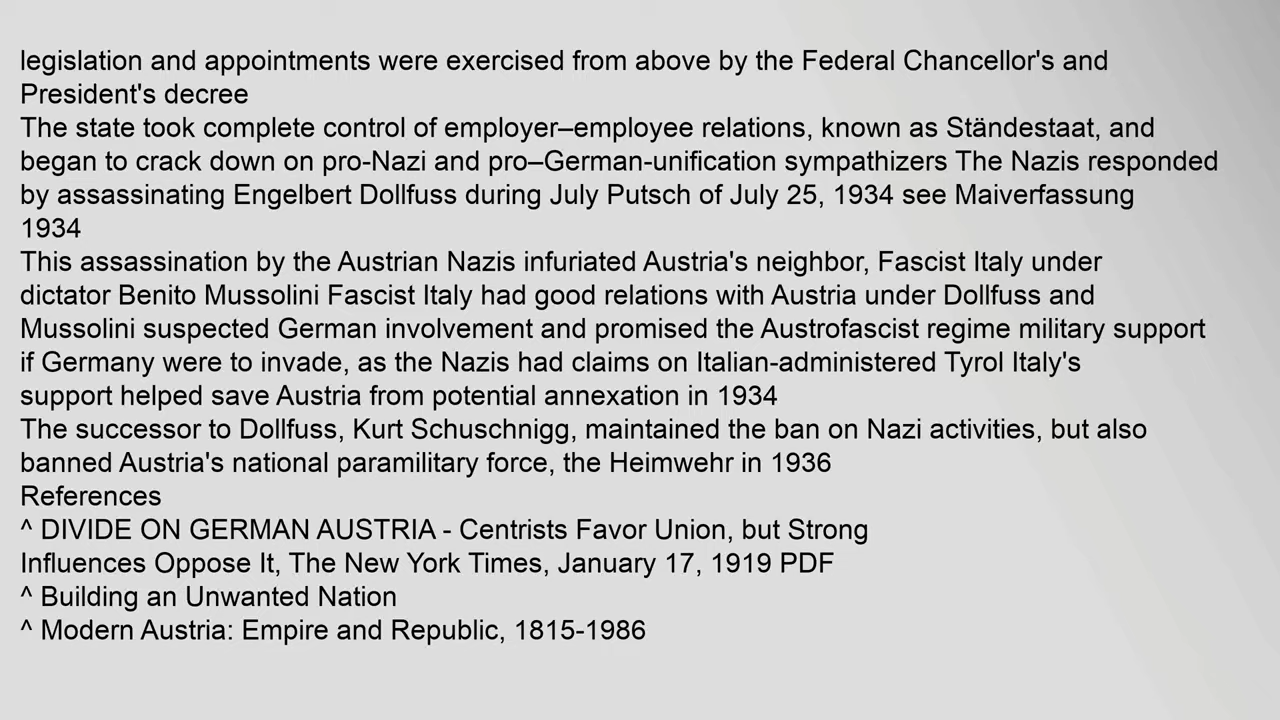 legislation and appointments were exercised from above by the Federal Chancellor's and
President's decree
The state took complete control of employer–employee relations, known as Ständestaat, and
began to crack down on pro-Nazi and pro–German-unification sympathizers The Nazis responded
by assassinating Engelbert Dollfuss during July Putsch of July 25, 1934 see Maiverfassung
1934
This assassination by the Austrian Nazis infuriated Austria's neighbor, Fascist Italy under
dictator Benito Mussolini Fascist Italy had good relations with Austria under Dollfuss and
Mussolini suspected German involvement and promised the Austrofascist regime military support
if Germany were to invade, as the Nazis had claims on Italian-administered Tyrol Italy's
support helped save Austria from potential annexation in 1934
The successor to Dollfuss, Kurt Schuschnigg, maintained the ban on Nazi activities, but also
banned Austria's national paramilitary force, the Heimwehr in 1936
References
^ DIVIDE ON GERMAN AUSTRIA - Centrists Favor Union, but Strong
Influences Oppose It, The New York Times, January 17, 1919 PDF
^ Building an Unwanted Nation
^ Modern Austria: Empire and Republic, 1815-1986